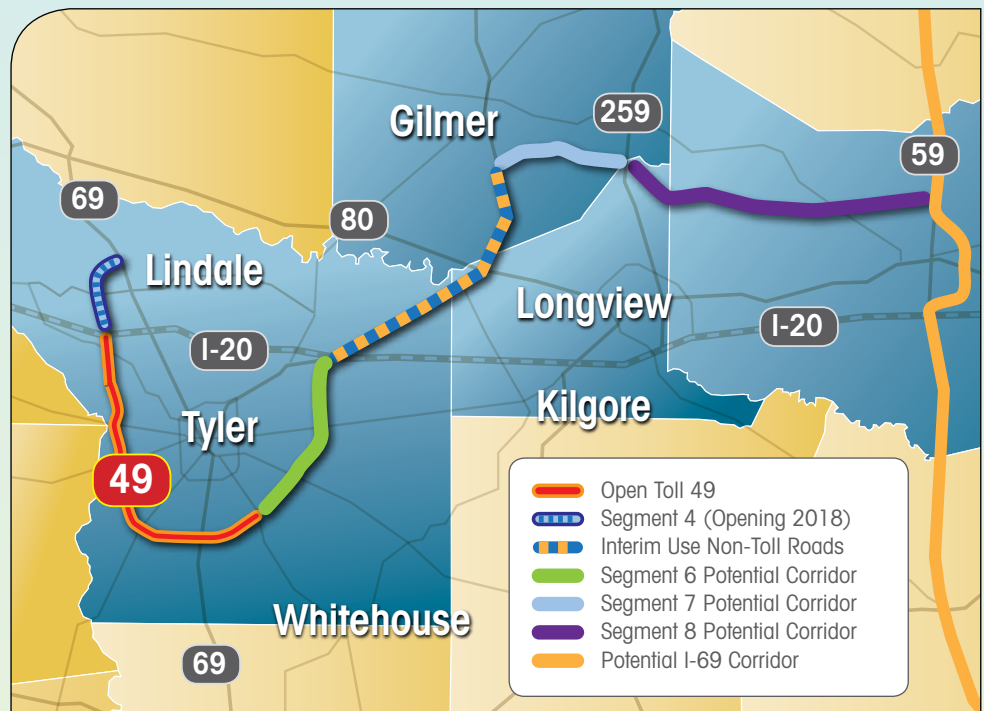 Gilmer
259
59
69
80
Lindale
Longview
I-20
I-20
Kilgore
Tyler
49
Open Toll 49
Segment 4 (Opening 2018)
Interim Use Non-Toll Roads
Segment 6 Potential Corridor
Segment 7 Potential Corridor
Segment 8 Potential Corridor
Potential I-69 Corridor
Whitehouse
69